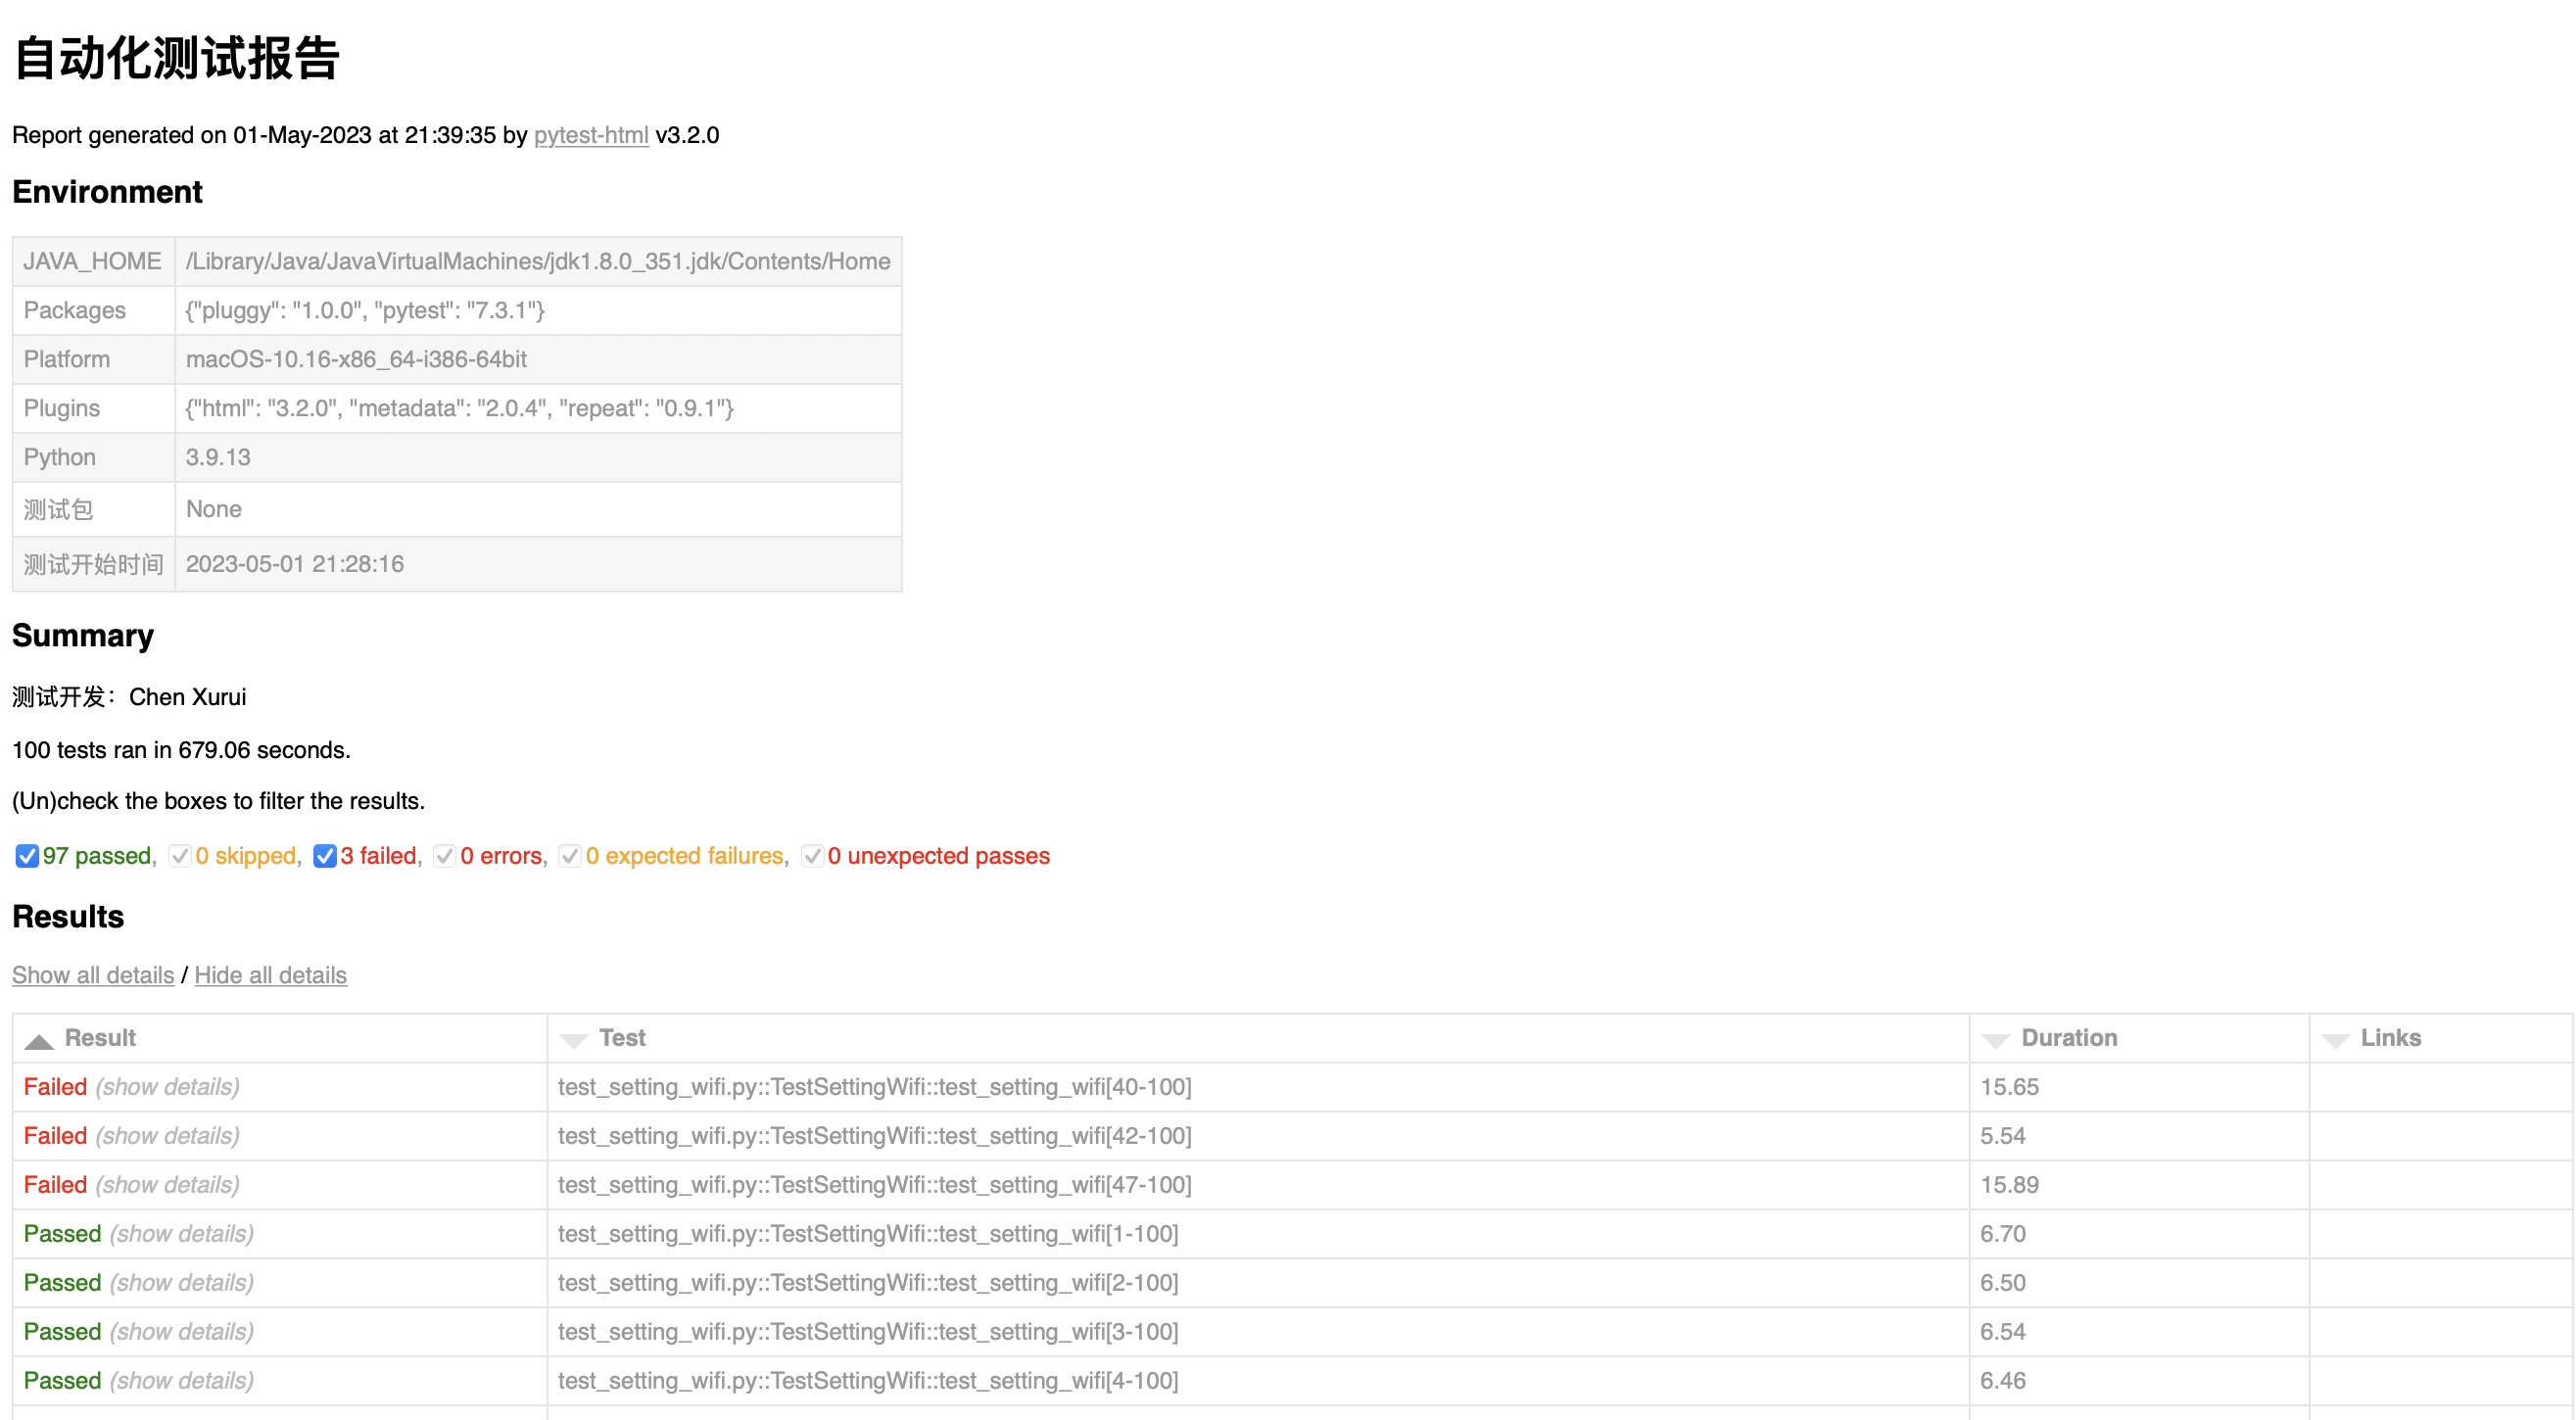 自动化测试报告
Report generated on 01-May-2023 at 21:39:35 by pytest-html v3.2.0
Environment
JAVA_HOME /Library/Java/JavaVirtualMachines/jdk1.8.0_351.jdk/Contents/Home
Packages {"pluggy": "1.0.0", "pytest": "7.3.1"}
Platform macOS-10.16-x86_64-i386-64bit
Plugins {"html": "3.2.0", "metadata": "2.0.4", "repeat": "0.9.1"}
Python 3.9.13
测试包 None
测试开始时间 2023-05-01 21:28:16
Summary
测试开发：Chen Xurui
100 tests ran in 679.06 seconds.
(Un)check the boxes to filter the results.
97 passed, 0 skipped, 3 failed, 0 errors, 0 expected failures, 0 unexpected passes
Results
Show all details / Hide all details
Result Test Duration Links
Failed (show details) test_setting_wifi.py::TestSettingWifi::test_setting_wifi[40-100] 15.65
Failed (show details) test_setting_wifi.py::TestSettingWifi::test_setting_wifi[42-100] 5.54
Failed (show details) test_setting_wifi.py::TestSettingWifi::test_setting_wifi[47-100] 15.89
Passed (show details) test_setting_wifi.py::TestSettingWifi::test_setting_wifi[1-100] 6.70
Passed (show details) test_setting_wifi.py::TestSettingWifi::test_setting_wifi[2-100] 6.50
Passed (show details) test_setting_wifi.py::TestSettingWifi::test_setting_wifi[3-100] 6.54
Passed (show details) test_setting_wifi.py::TestSettingWifi::test_setting_wifi[4-100] 6.46